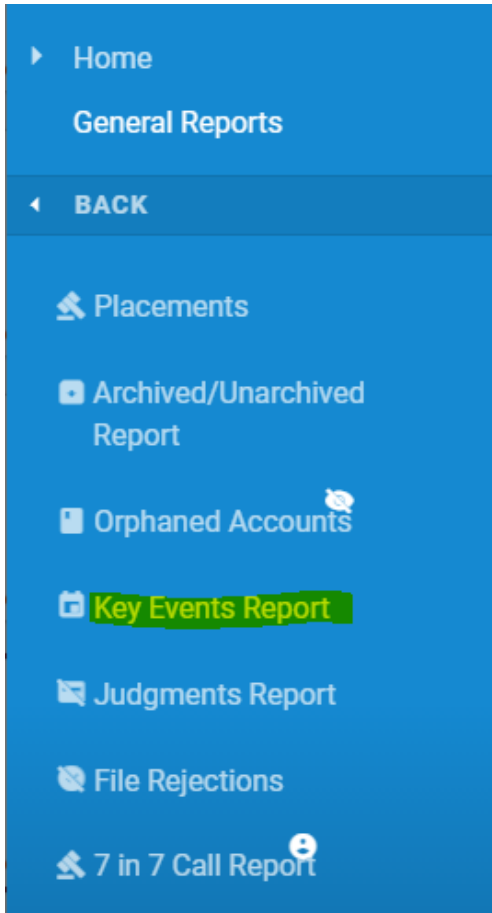 Home
General Reports
BACK
Placements
Archived/Unarchived
Report
Orphaned Accounts
Key Events Report
Judgments Report
File Rejections
7 in 7 Call Report